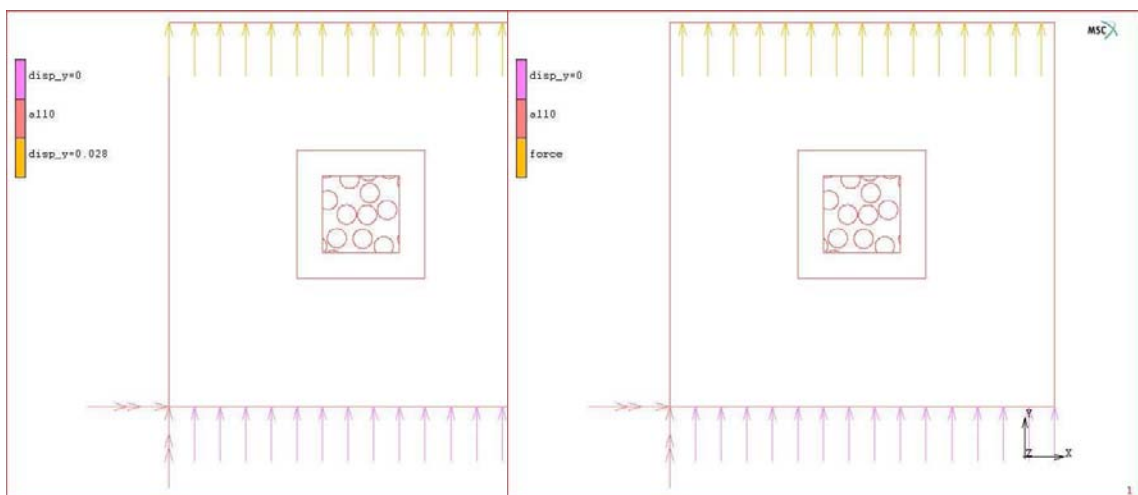 disp_y=0
all0
disp_y=0.028
disp_y=0
all0
force
MSC
Y
Z
X
1